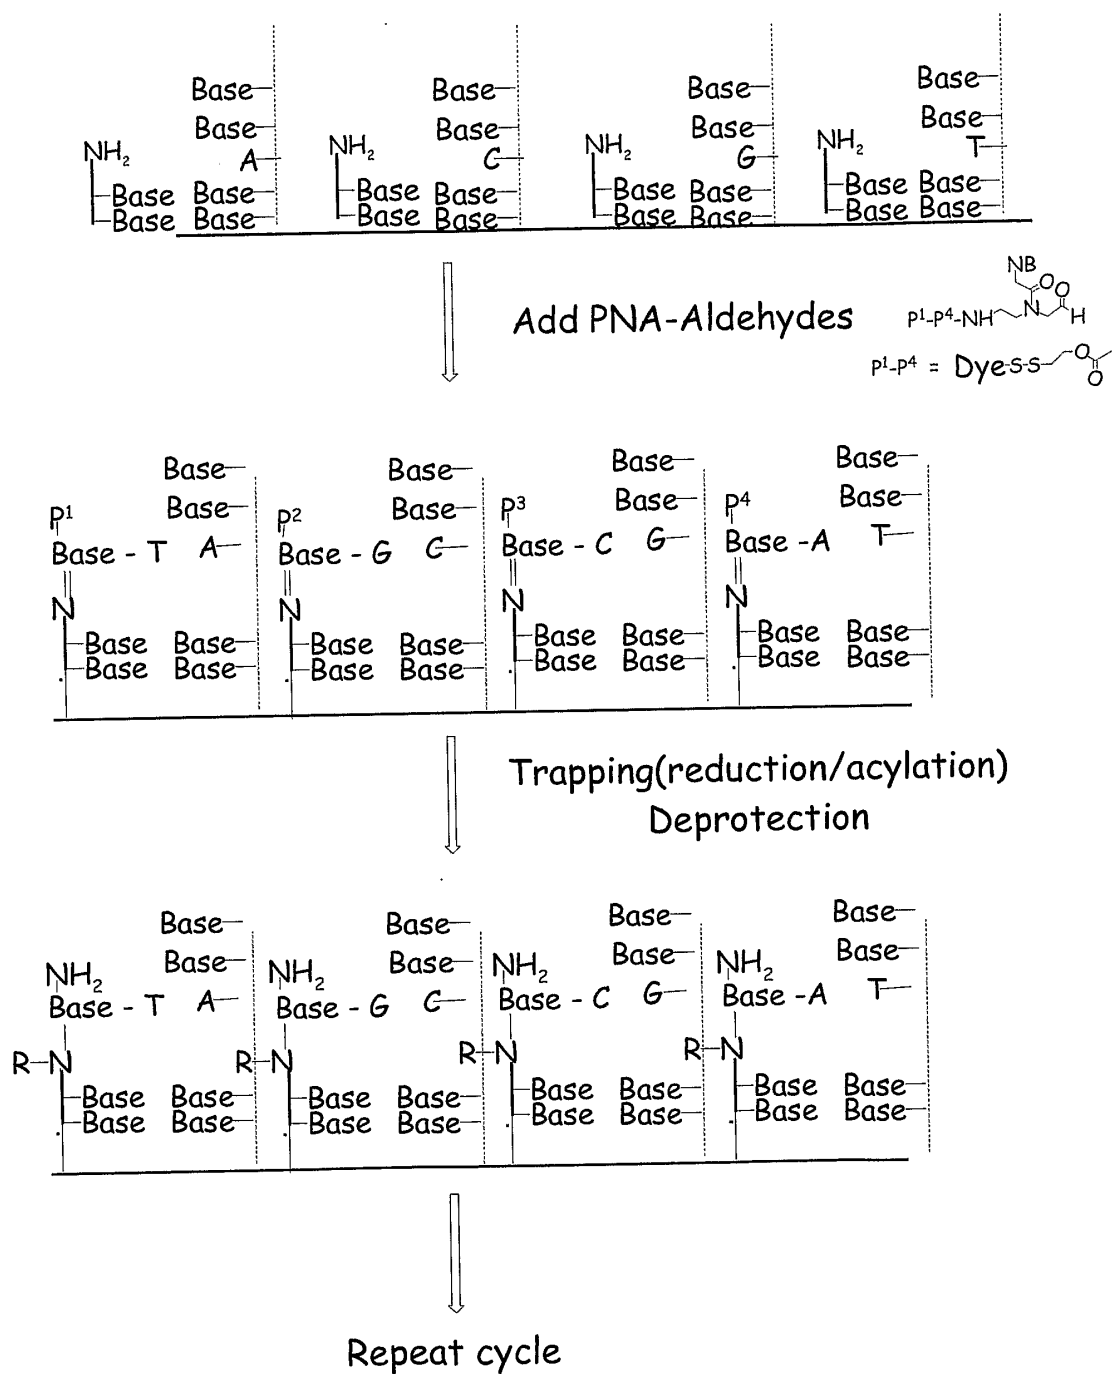 Base Base Base Base
Base Base Base Base
NH2 A NH2 C NH2 G NH2 T
Base Base Base Base Base Base Base Base
Base Base Base Base Base Base Base Base
Add PNA-Aldehydes
NB
O O
P1-P4-NH N H
P1-P4 = Dye-S-S O
O
Base Base Base Base
P1 Base P2 Base P3 Base P4 Base
Base - T A Base - G C Base - C G Base -A T
N N N N
Base Base Base Base Base Base Base Base
Base Base Base Base Base Base Base Base
Trapping(reduction/acylation)
Deprotection
Base Base Base Base
NH2 Base NH2 Base NH2 Base NH2 Base
Base - T A Base - G C Base - C G Base -A T
R-N R-N R-N R-N
Base Base Base Base Base Base Base Base
Base Base Base Base Base Base Base Base
Repeat cycle